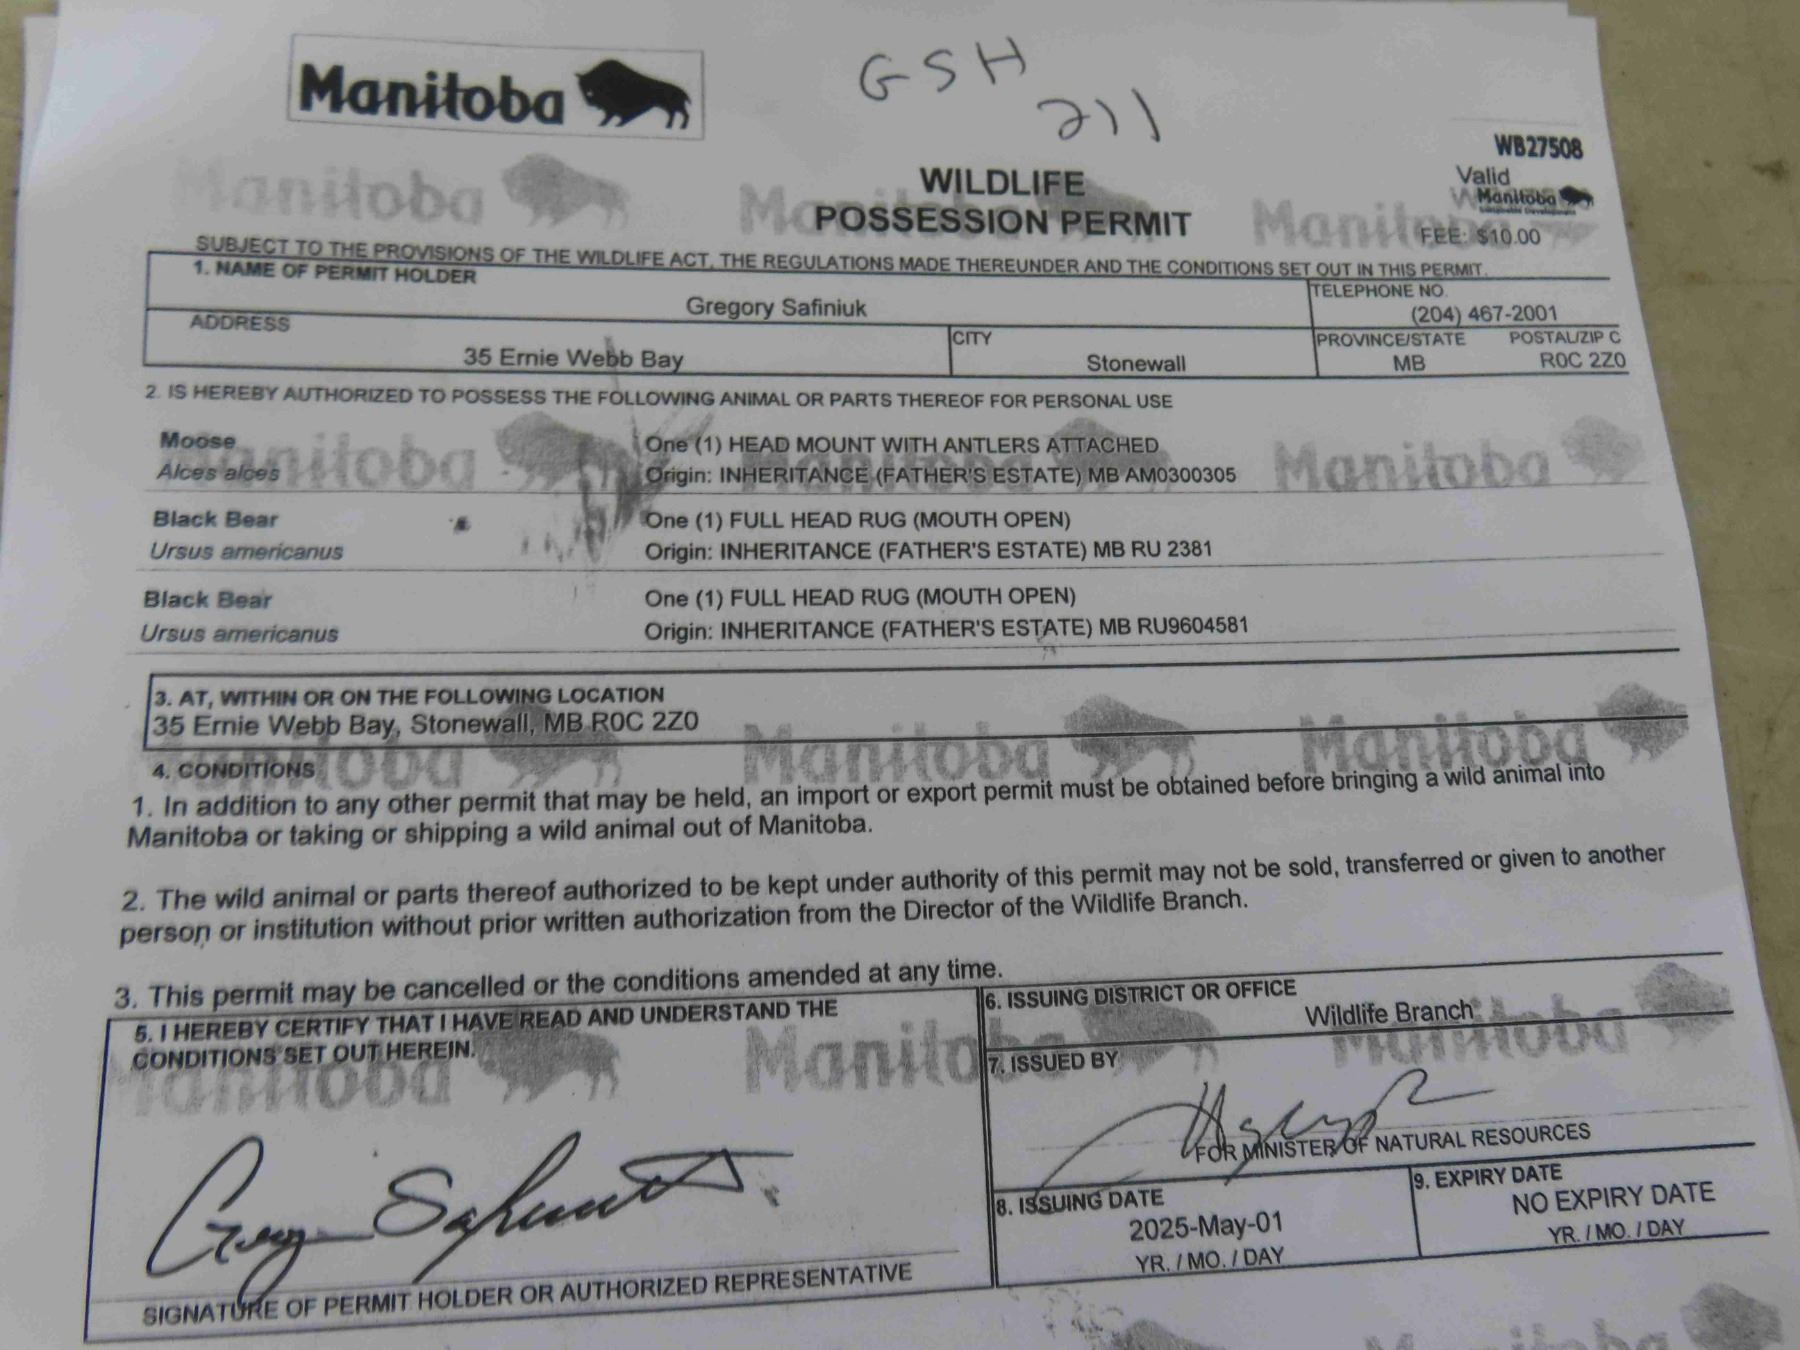 Manitoba
GSH
211
WB27508
Valid
Manitoba
WILDLIFE
POSSESSION PERMIT
FEE: $10.00
SUBJECT TO THE PROVISIONS OF THE WILDLIFE ACT, THE REGULATIONS MADE THEREUNDER AND THE CONDITIONS SET OUT IN THIS PERMIT.
1. NAME OF PERMIT HOLDER
Gregory Safiniuk
TELEPHONE NO.
(204) 467-2001
ADDRESS
35 Ernie Webb Bay
CITY
Stonewall
PROVINCE/STATE
MB
POSTAL/ZIP C
R0C 2Z0
2. IS HEREBY AUTHORIZED TO POSSESS THE FOLLOWING ANIMAL OR PARTS THEREOF FOR PERSONAL USE
Moose One (1) HEAD MOUNT WITH ANTLERS ATTACHED
Alces alces Origin: INHERITANCE (FATHER'S ESTATE) MB AM0300305
Black Bear One (1) FULL HEAD RUG (MOUTH OPEN)
Ursus americanus Origin: INHERITANCE (FATHER'S ESTATE) MB RU 2381
Black Bear One (1) FULL HEAD RUG (MOUTH OPEN)
Ursus americanus Origin: INHERITANCE (FATHER'S ESTATE) MB RU9604581
3. AT, WITHIN OR ON THE FOLLOWING LOCATION
35 Ernie Webb Bay, Stonewall, MB R0C 2Z0
4. CONDITIONS
1. In addition to any other permit that may be held, an import or export permit must be obtained before bringing a wild animal into
Manitoba or taking or shipping a wild animal out of Manitoba.
2. The wild animal or parts thereof authorized to be kept under authority of this permit may not be sold, transferred or given to another
person or institution without prior written authorization from the Director of the Wildlife Branch.
3. This permit may be cancelled or the conditions amended at any time.
5. I HEREBY CERTIFY THAT I HAVE READ AND UNDERSTAND THE
CONDITIONS SET OUT HEREIN.
SIGNATURE OF PERMIT HOLDER OR AUTHORIZED REPRESENTATIVE
6. ISSUING DISTRICT OR OFFICE
Wildlife Branch
7. ISSUED BY
FOR MINISTER OF NATURAL RESOURCES
8. ISSUING DATE
2025-May-01
YR. / MO. / DAY
9. EXPIRY DATE
NO EXPIRY DATE
YR. / MO. / DAY